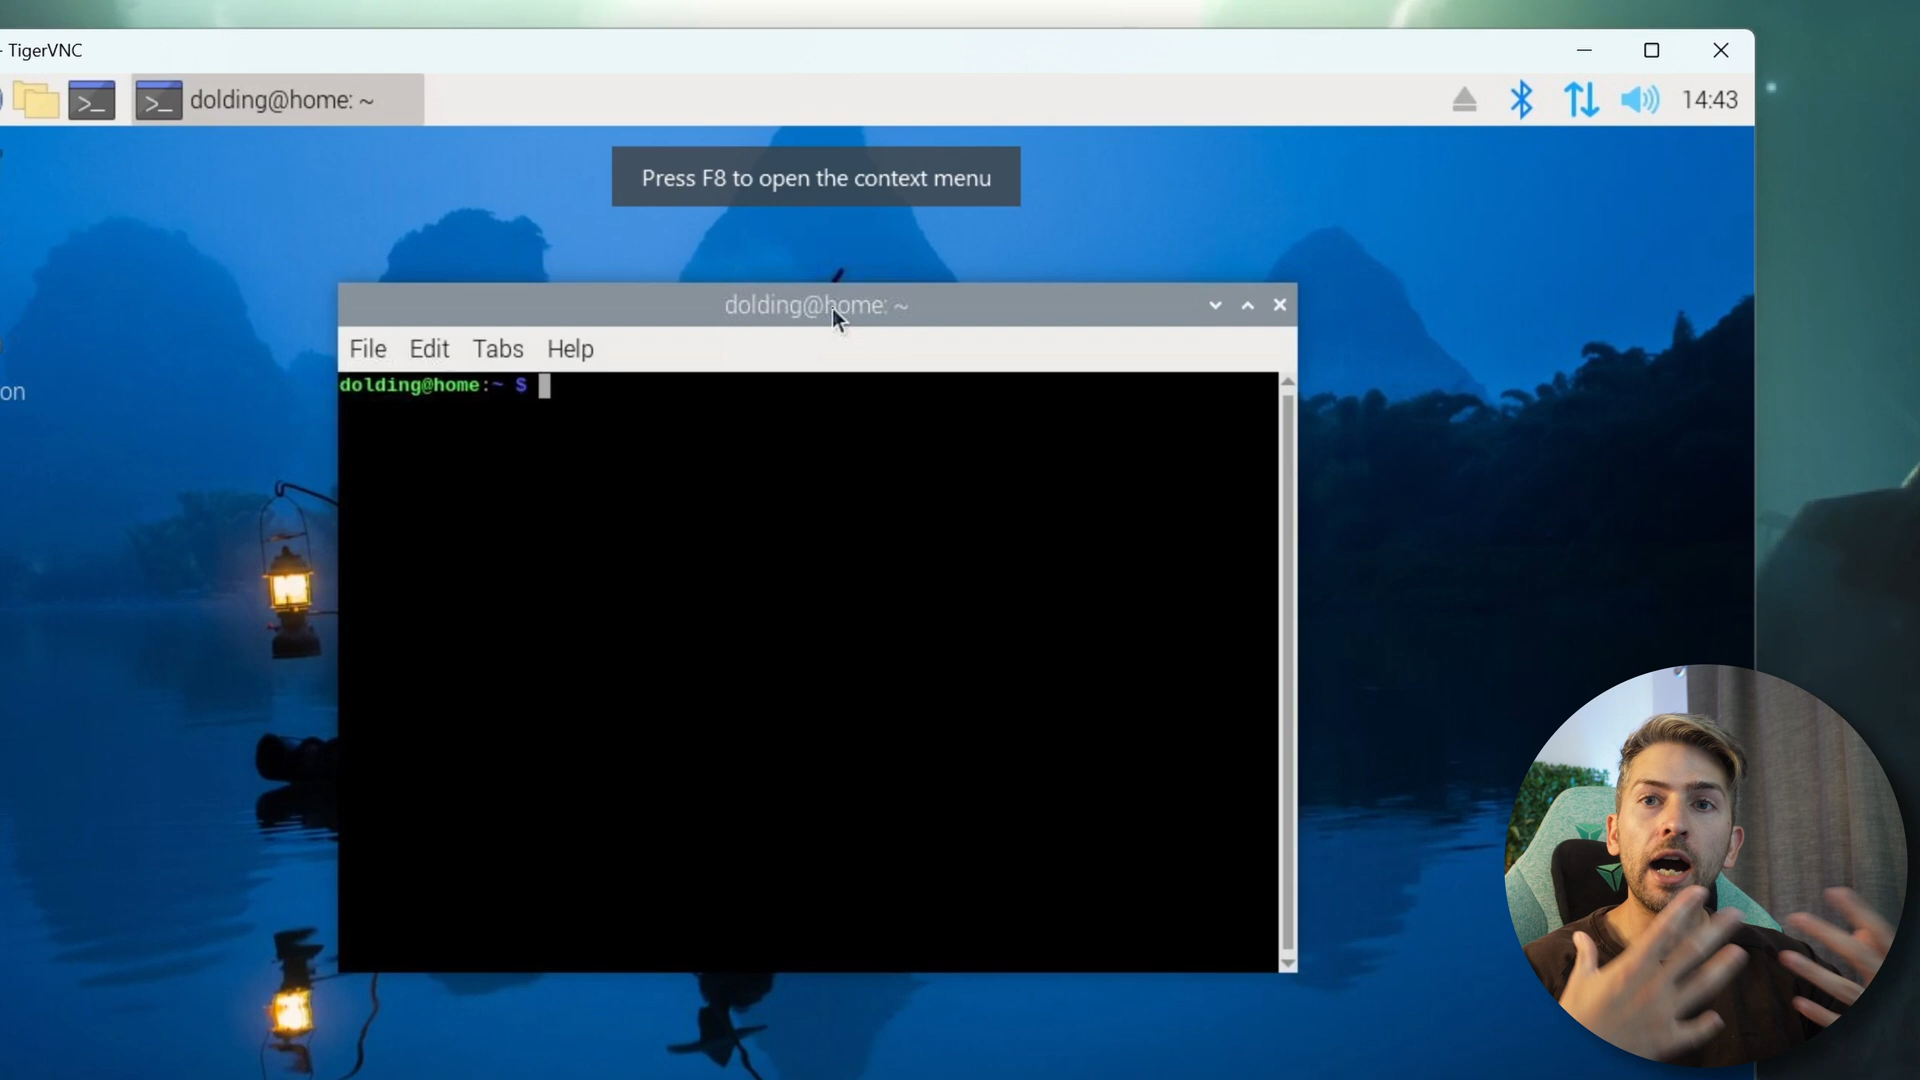 - TigerVNC
dolding@home: ~
14:43
Press F8 to open the context menu
dolding@home: ~
File Edit Tabs Help
dolding@home:~ $
on